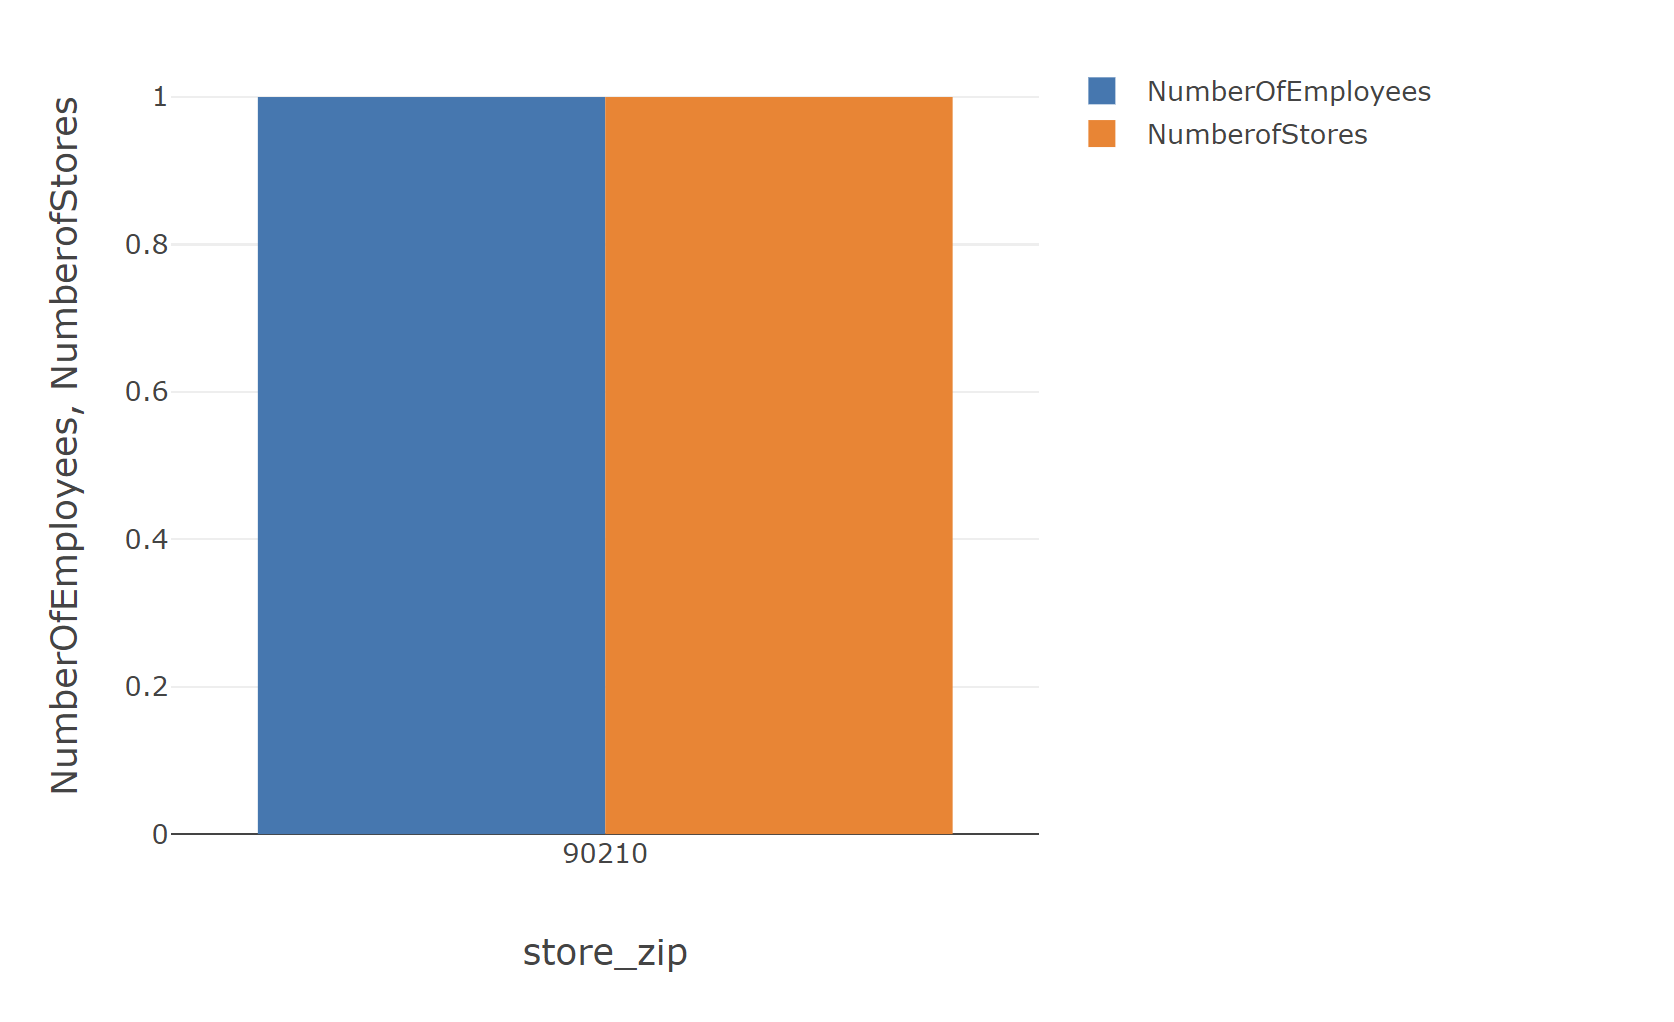 NumberOfEmployees, NumberofStores
1
0.8
0.6
0.4
0.2
0
90210
store_zip
NumberOfEmployees
NumberofStores